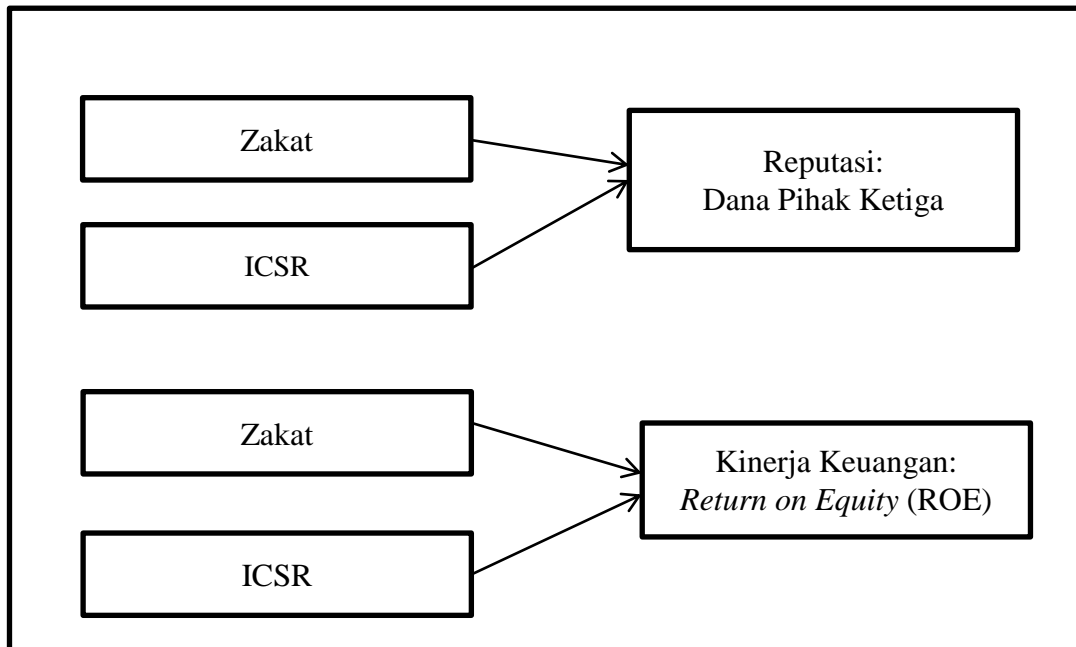 Zakat
Reputasi:
Dana Pihak Ketiga
ICSR
Zakat
Kinerja Keuangan:
Return on Equity (ROE)
ICSR